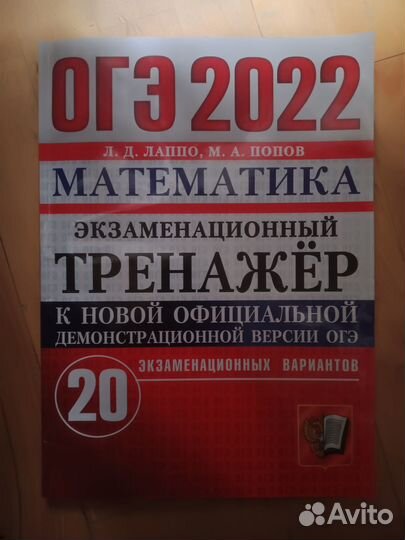 ОГЭ 2022
Л. Д. ЛАППО, М. А. ПОПОВ
МАТЕМАТИКА
ЭКЗАМЕНАЦИОННЫЙ
ТРЕНАЖЁР
К НОВОЙ ОФИЦИАЛЬНОЙ
ДЕМОНСТРАЦИОННОЙ ВЕРСИИ ОГЭ
20
ЭКЗАМЕНАЦИОННЫХ ВАРИАНТОВ
Avito